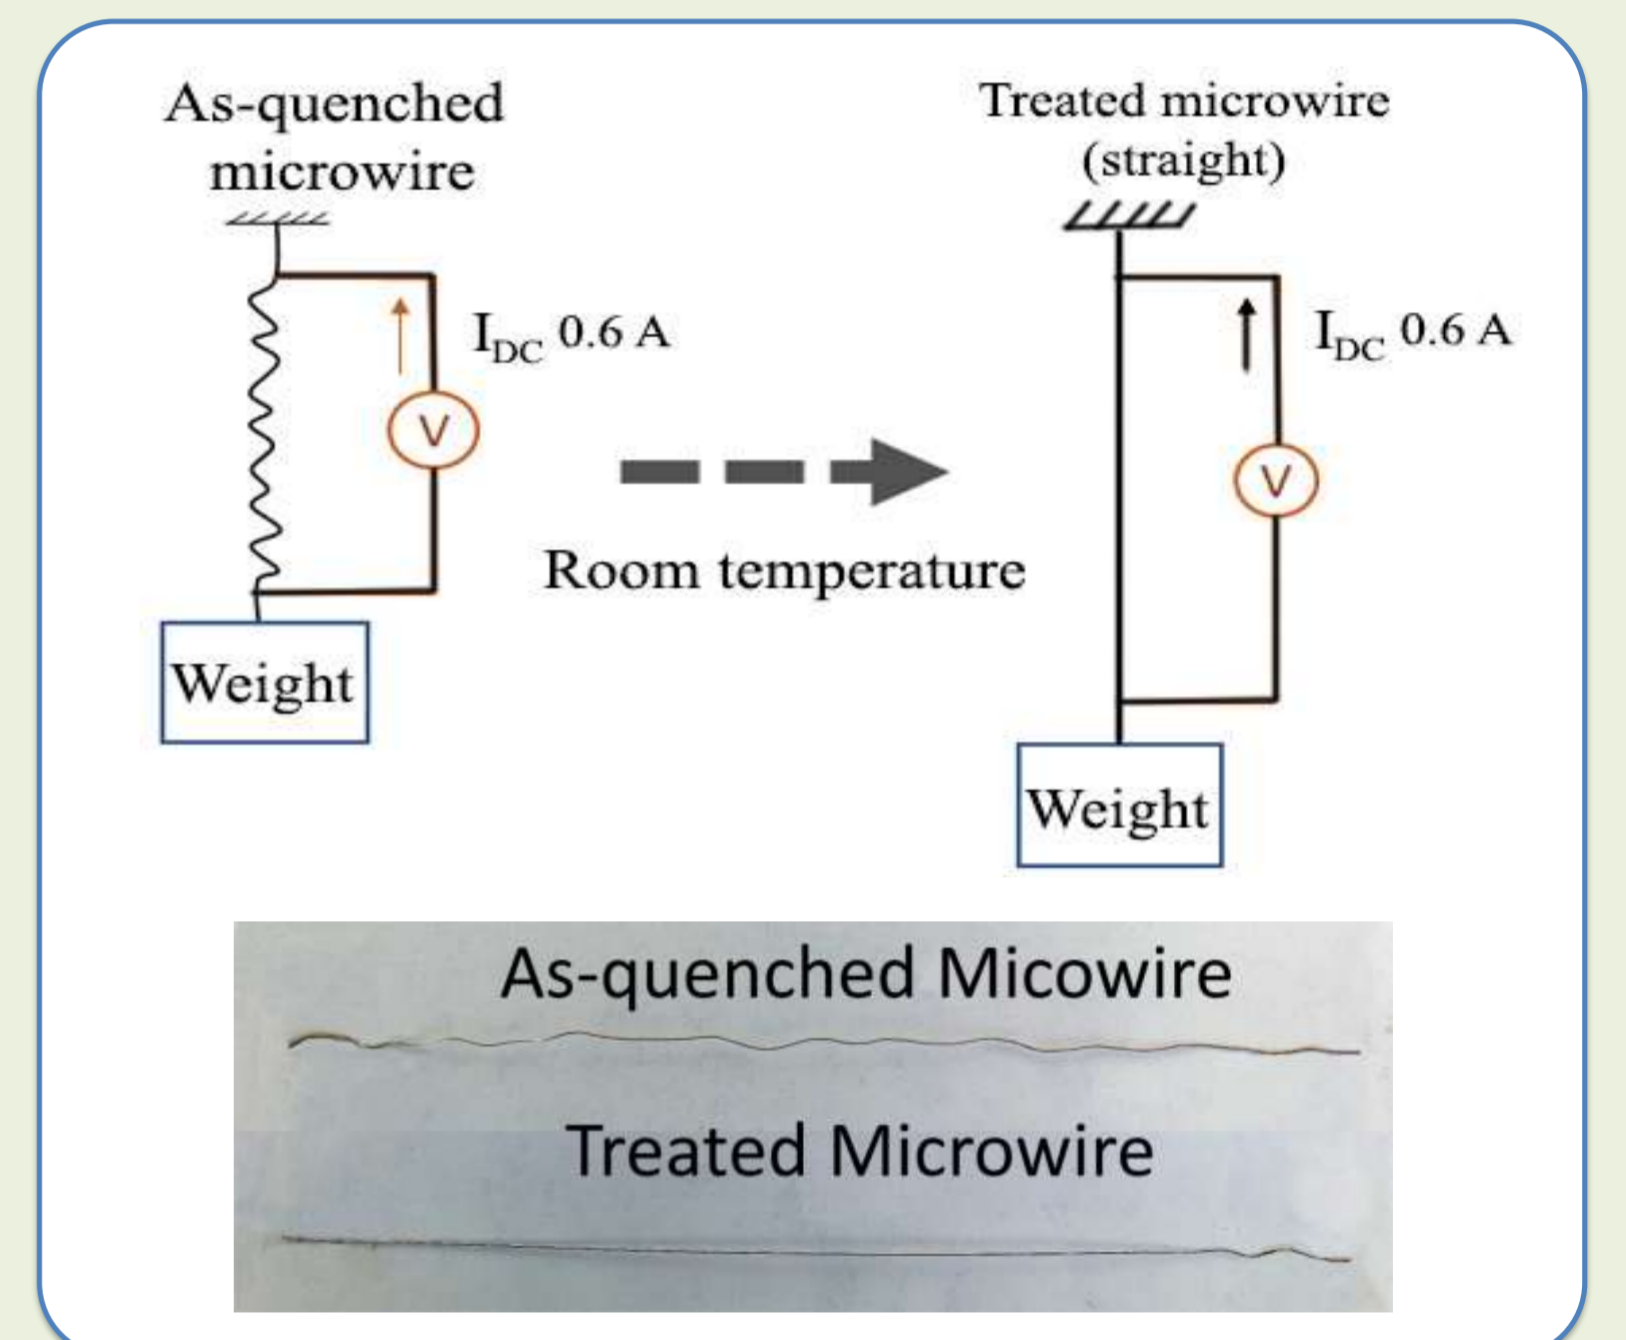 As-quenched
microwire
I_DC 0.6 A
V
Weight
Room temperature
Treated microwire
(straight)
I_DC 0.6 A
V
Weight
As-quenched Micowire
Treated Microwire